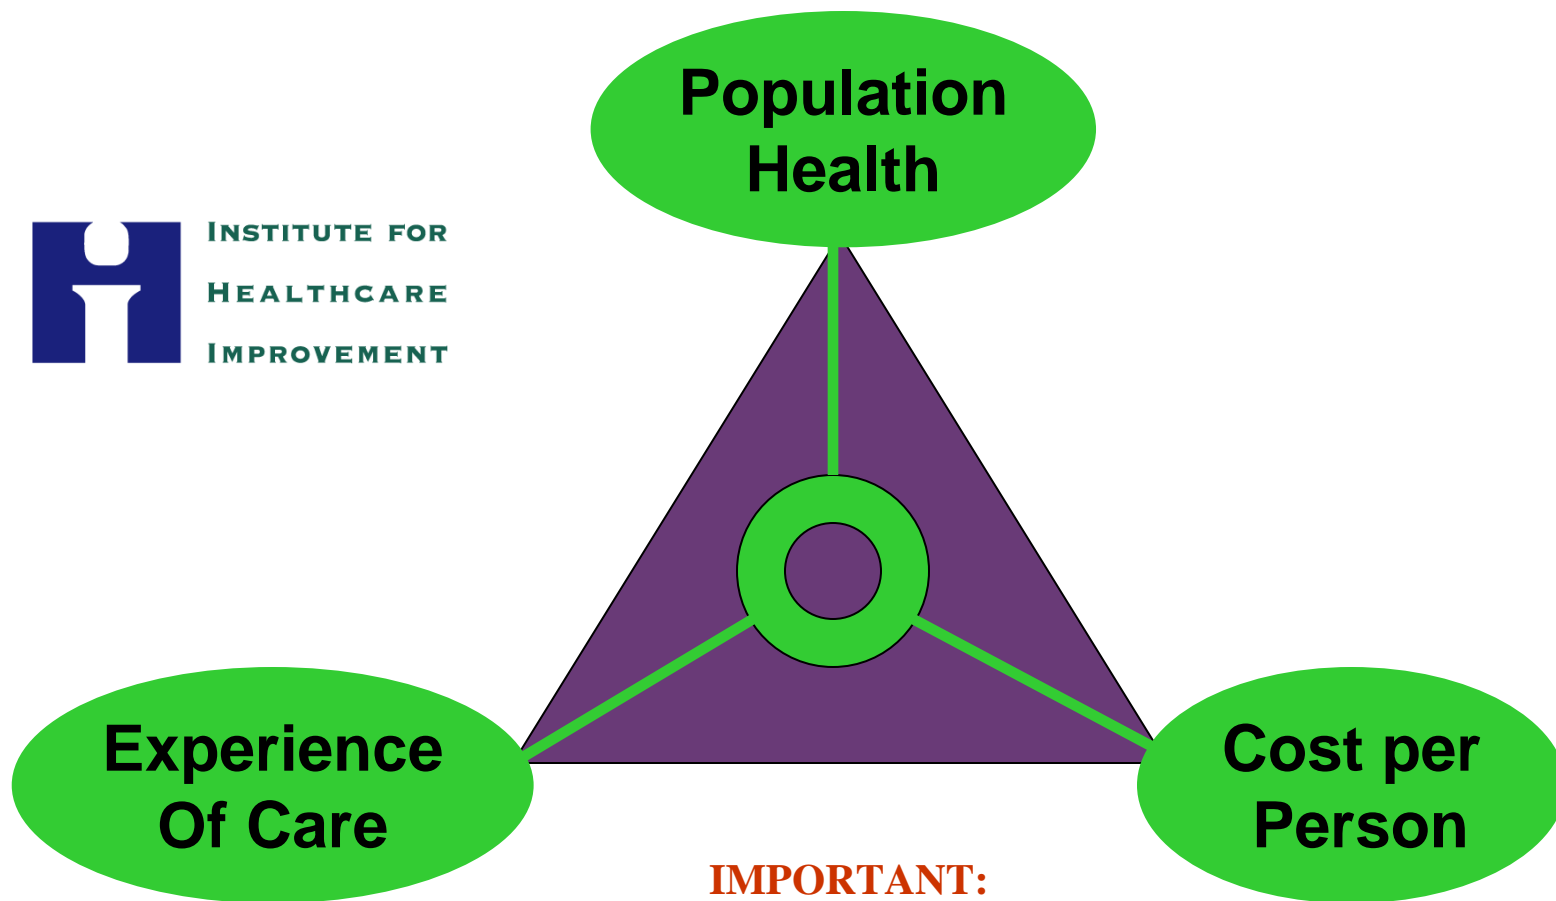 Population
Health
INSTITUTE FOR
HEALTHCARE
IMPROVEMENT
Experience
Of Care
Cost per
Person
IMPORTANT: